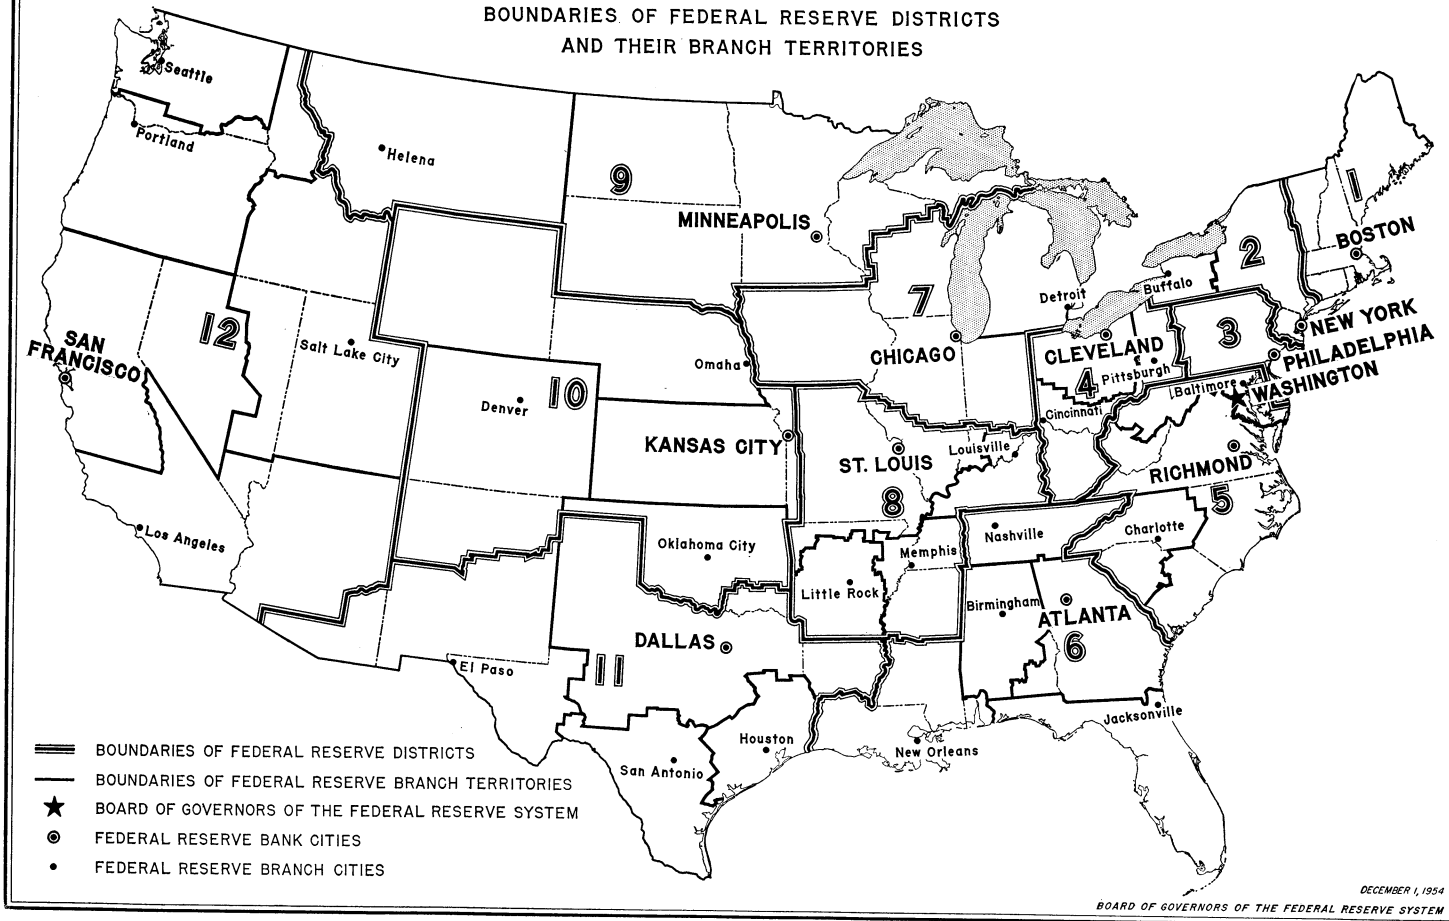 BOUNDARIES OF FEDERAL RESERVE DISTRICTS
AND THEIR BRANCH TERRITORIES
Seattle
Portland
Helena
9
MINNEAPOLIS
1
BOSTON
2
Buffalo
7
Detroit
12
SAN
FRANCISCO
Salt Lake City
Omaha
CHICAGO
CLEVELAND
4
Pittsburgh
3
NEW YORK
PHILADELPHIA
Baltimore
WASHINGTON
10
Denver
Cincinnati
KANSAS CITY
ST. LOUIS
8
Louisville
RICHMOND
5
Los Angeles
Oklahoma City
Nashville
Charlotte
Memphis
Little Rock
Birmingham
ATLANTA
6
DALLAS
11
El Paso
Jacksonville
Houston
New Orleans
San Antonio
BOUNDARIES OF FEDERAL RESERVE DISTRICTS
BOUNDARIES OF FEDERAL RESERVE BRANCH TERRITORIES
BOARD OF GOVERNORS OF THE FEDERAL RESERVE SYSTEM
FEDERAL RESERVE BANK CITIES
FEDERAL RESERVE BRANCH CITIES
DECEMBER 1, 1954
BOARD OF GOVERNORS OF THE FEDERAL RESERVE SYSTEM